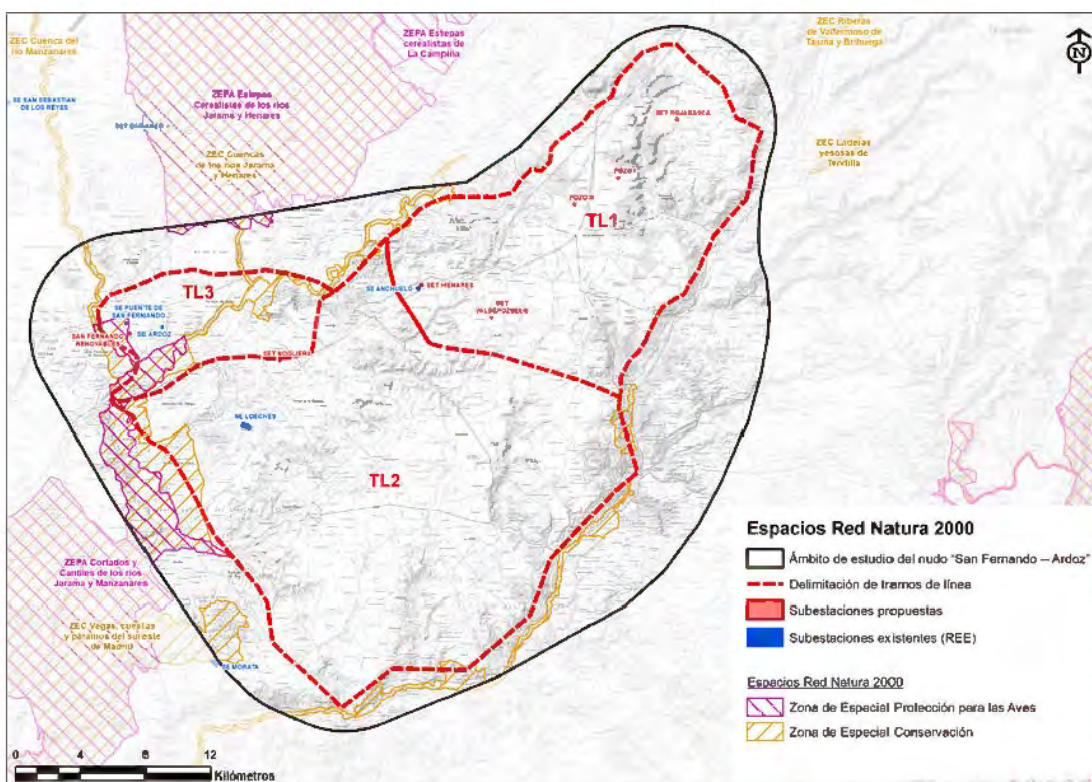 ZEC Cuenca del
río Manzanares
ZEPA Estepas
cerealistas de
La Campiña
ZEC Riberas
de Valfermoso de
Tajuña y Brihuega
N
SE SAN SEBASTIAN
DE LOS REYES
ZEPA Estepas
Cerealistas de los ríos
Jarama y Henares
ZEC Cuencas
de los ríos Jarama
y Henares
ZEC Laderas
yesosas de
Tendilla
POZO I
POZO II
TL1
TL3
SE ANCHUELO
SET HENARES
SET
SE PUENTE DE
SAN FERNANDO
SE ARDOZ
SAN FERNANDO
RENOVABLES
SET NOGUERA
SE LOECHES
TL2
ZEPA Cortados y
Cantiles de los ríos
Jarama y Manzanares
ZEC Vegas, cuestas
y páramos del sureste
de Madrid
SE MORATA
Espacios Red Natura 2000
Ámbito de estudio del nudo "San Fernando – Ardoz"
Delimitación de tramos de línea
Subestaciones propuestas
Subestaciones existentes (REE)
Espacios Red Natura 2000
Zona de Especial Protección para las Aves
Zona de Especial Conservación
0 4 8 12
Kilómetros